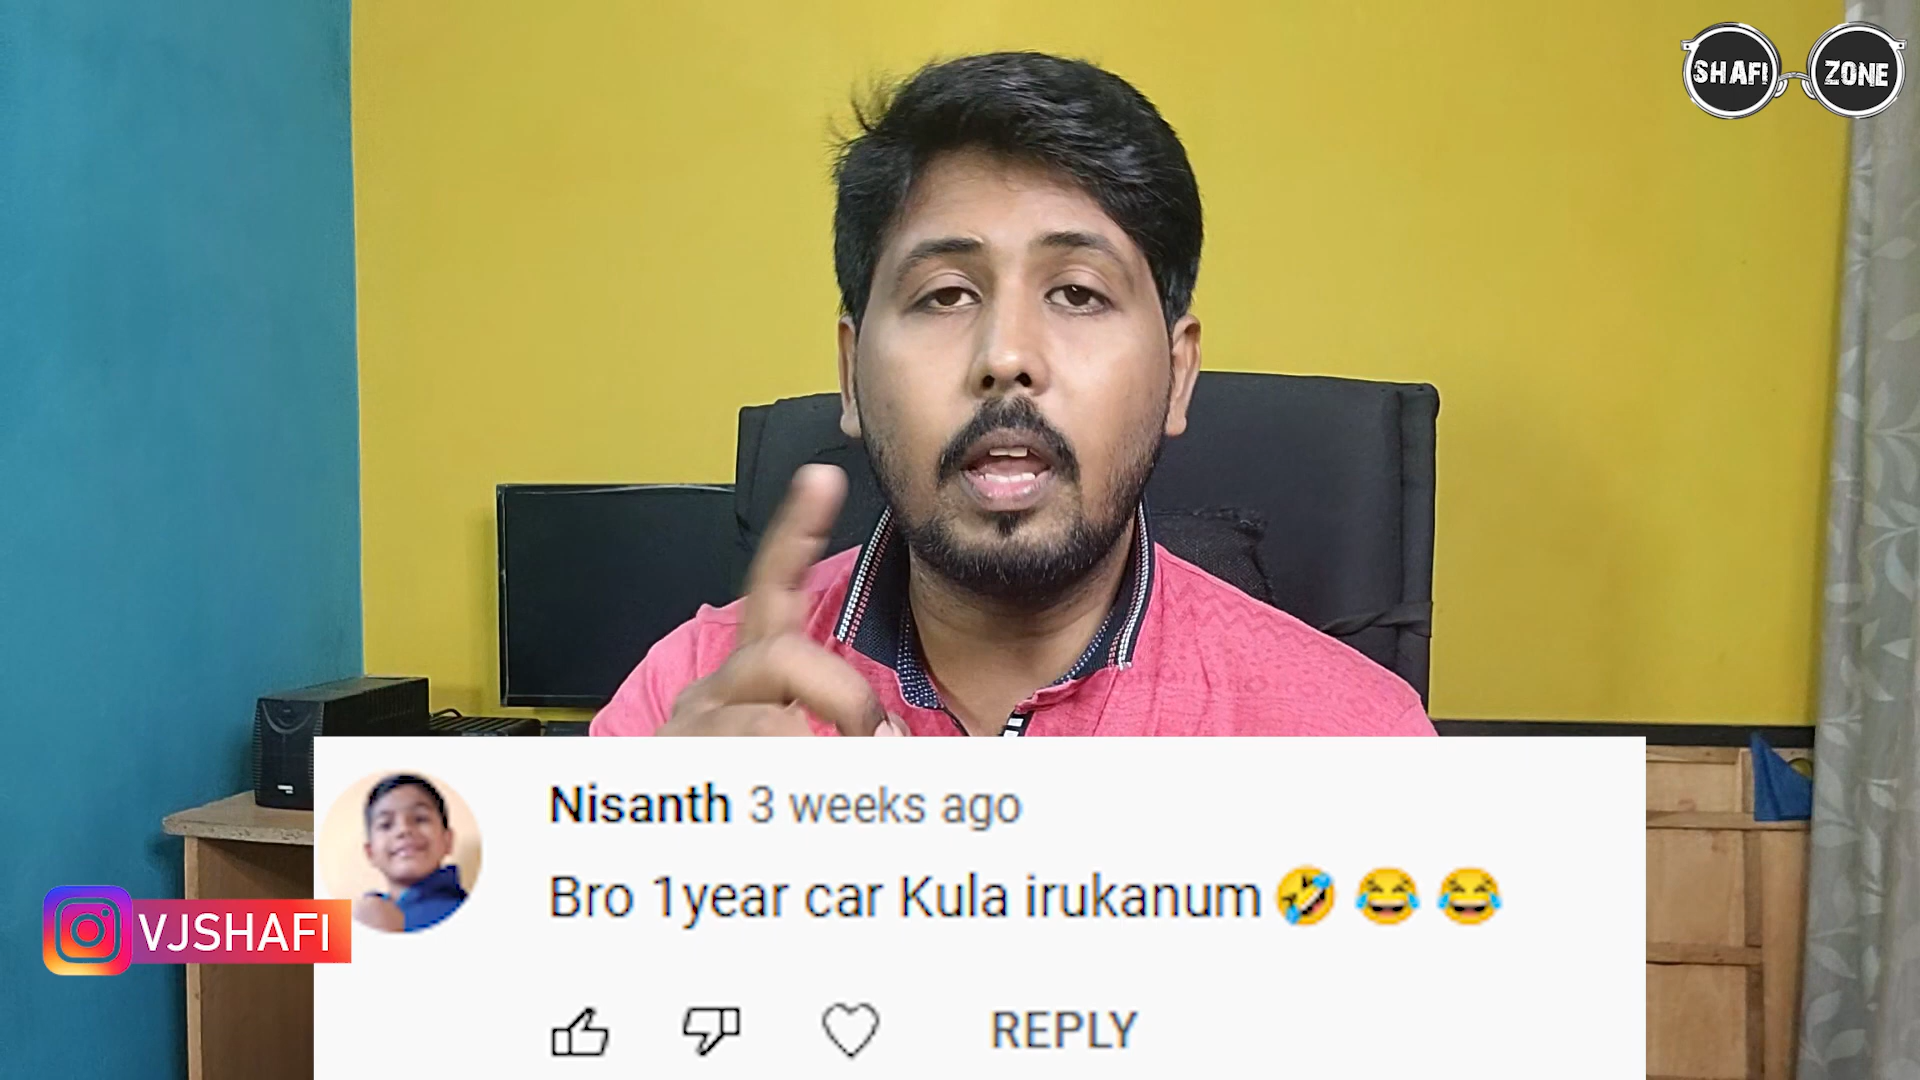 SHAFI ZONE
Nisanth 3 weeks ago
Bro 1year car Kula irukanum🤣 😂 😂
VJSHAFI
REPLY